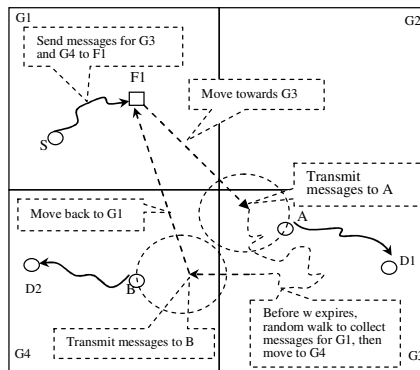 G1
G2
Send messages for G3
and G4 to F1
F1
Move towards G3
S
Transmit
messages to A
A
Move back to G1
D1
D2
B
Transmit messages to B
Before w expires,
random walk to collect
messages for G1, then
move to G4
G4
G3